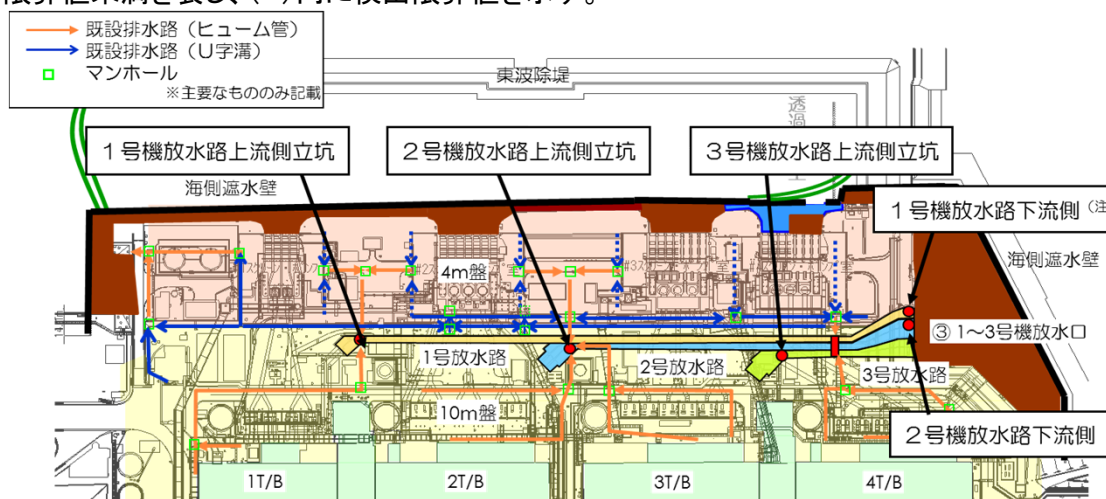 既設排水路（ヒューム管）
既設排水路（U字溝）
マンホール
※主要なもののみ記載
東波除堤
1号機放水路上流側立坑
2号機放水路上流側立坑
3号機放水路上流側立坑
海側遮水壁
1号機放水路下流側（注
海側遮水壁
4m盤
③ 1～3号機放水口
1号放水路
2号放水路
3号放水路
10m盤
2号機放水路下流側
1T/B
2T/B
3T/B
4T/B